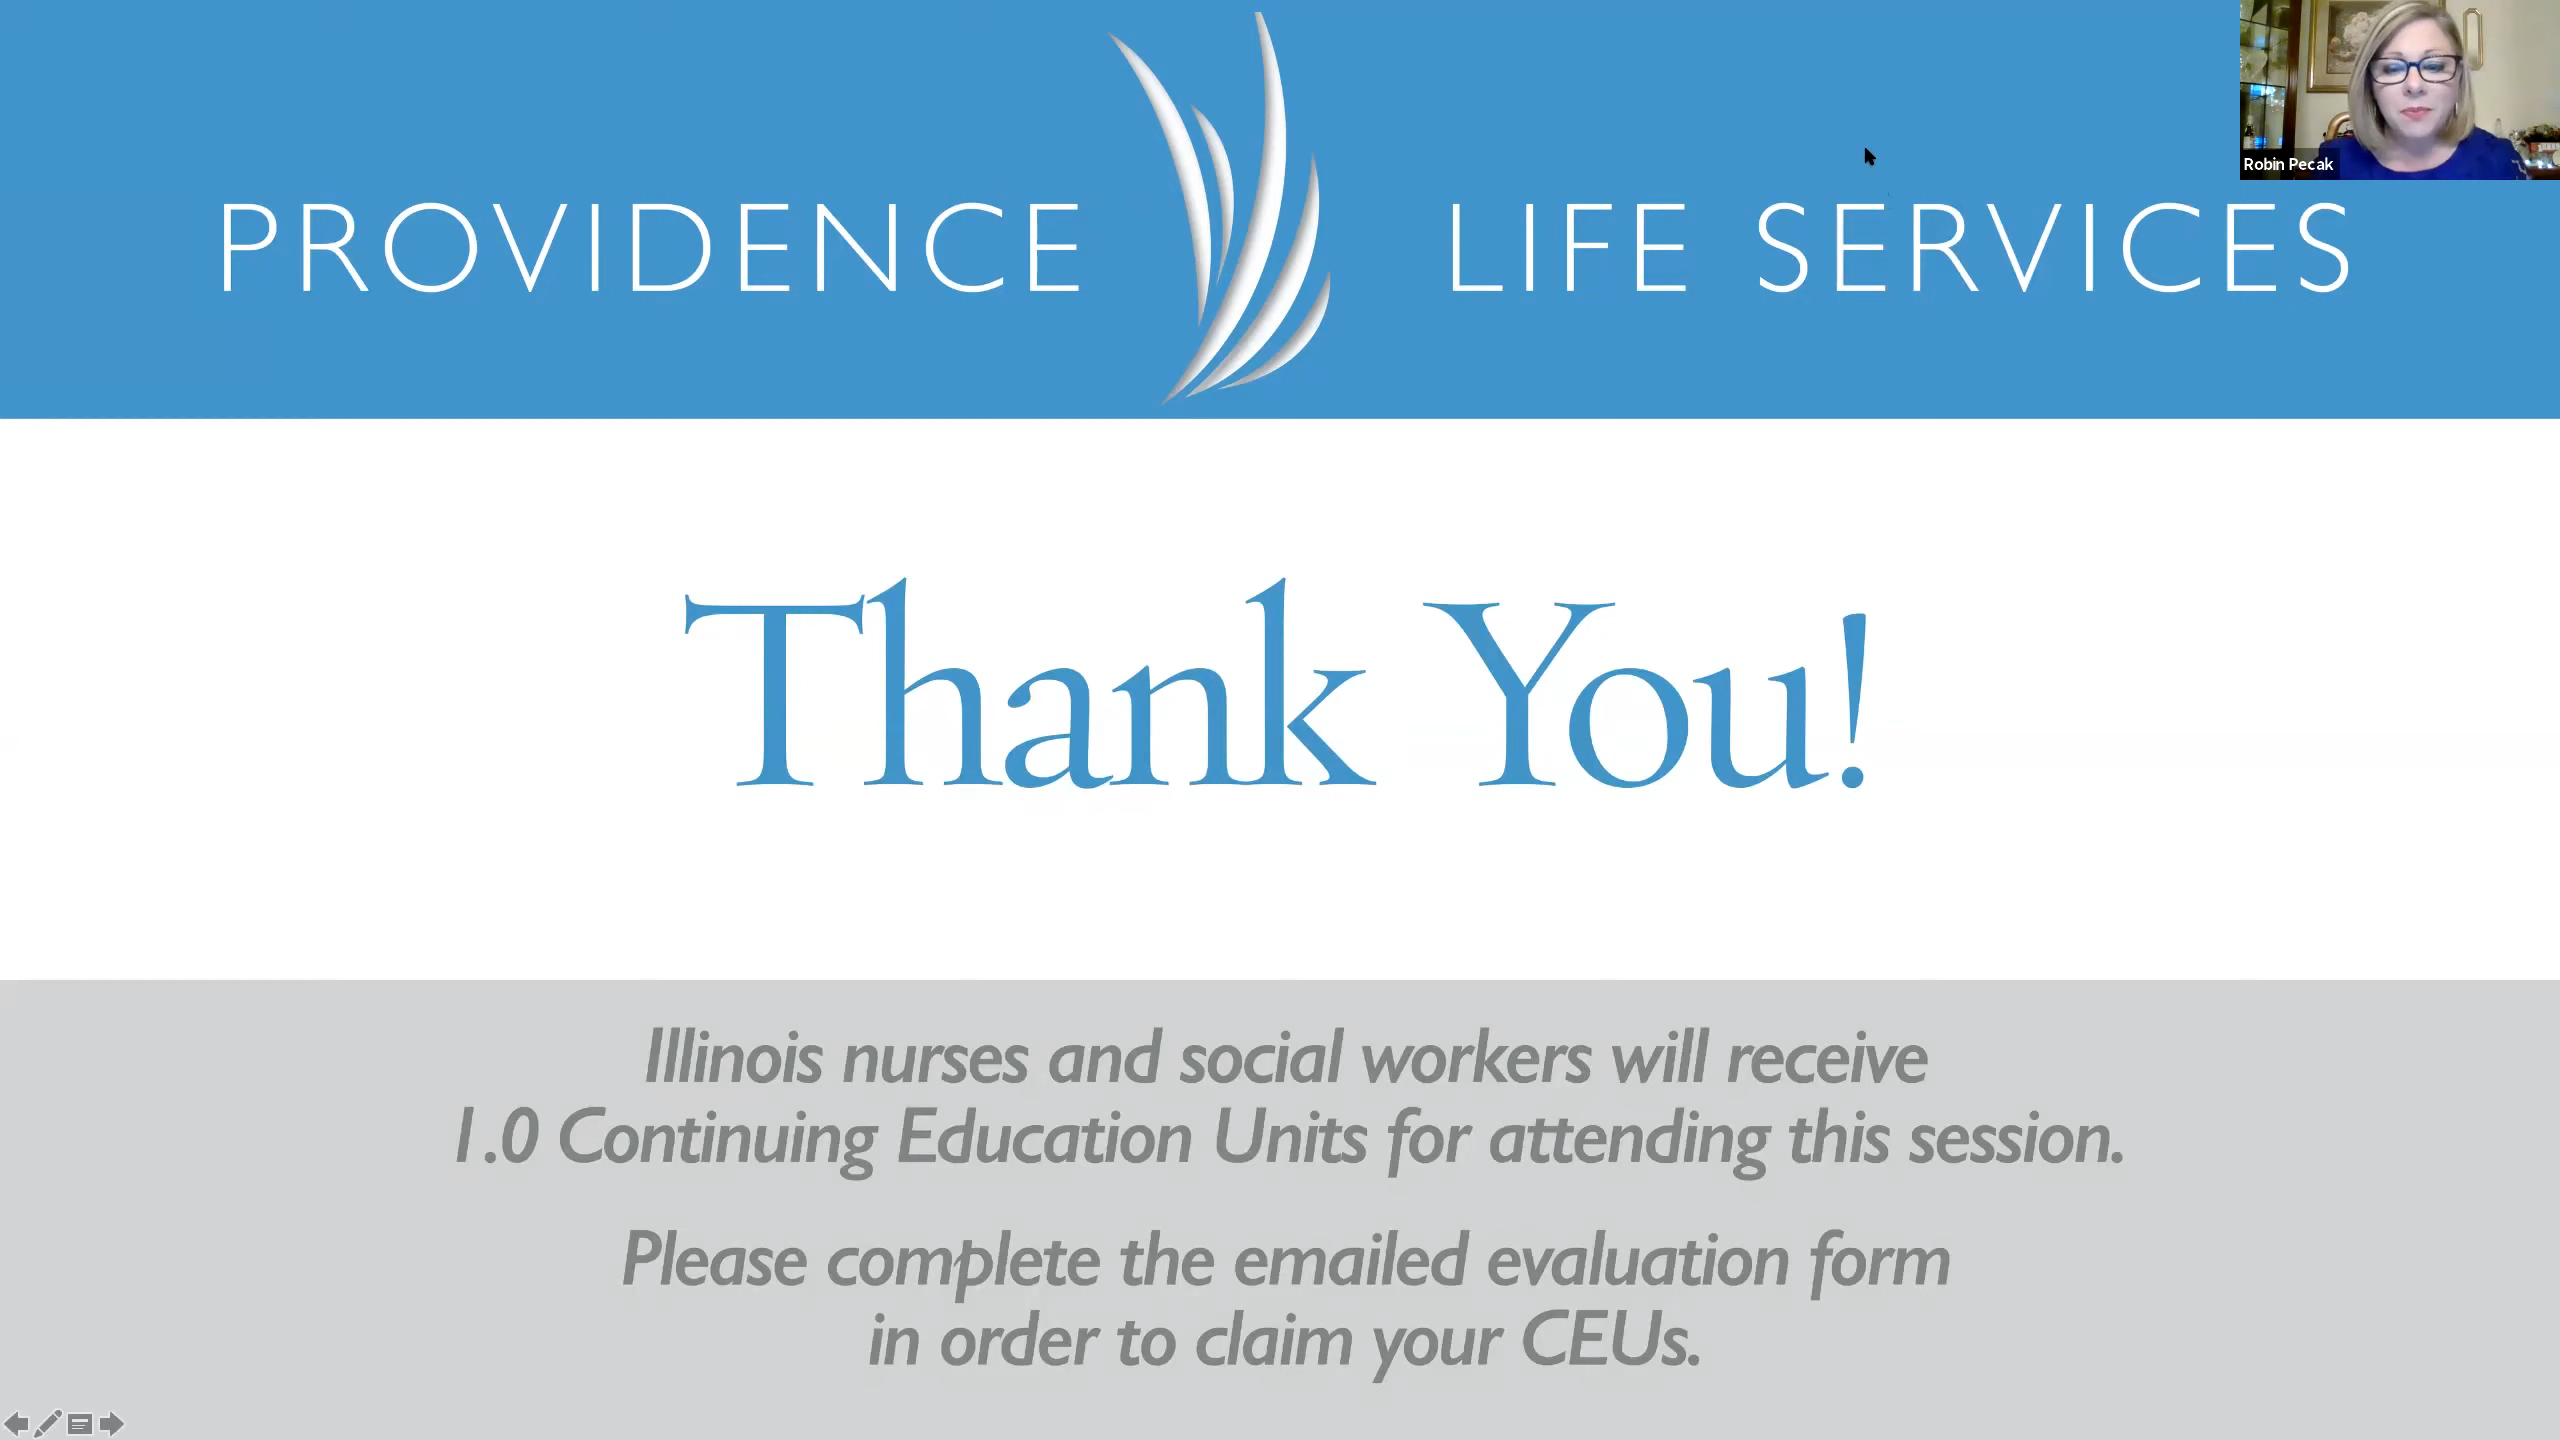 Robin Pecak
PROVIDENCE LIFE SERVICES
Thank You!
Illinois nurses and social workers will receive
1.0 Continuing Education Units for attending this session.
Please complete the emailed evaluation form
in order to claim your CEUs.